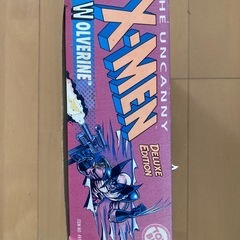 THE UNCANNY
X-MEN
DELUXE
EDITION
WOLVERINE